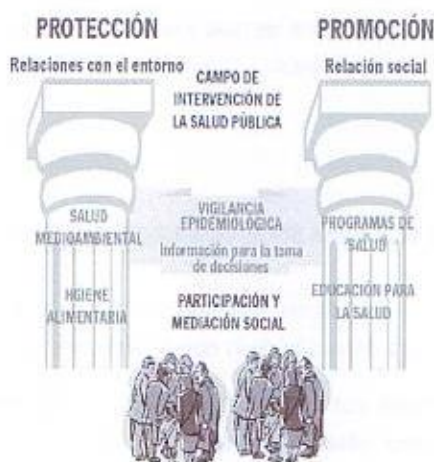 PROTECCIÓN
Relaciones con el entorno
SALUD
MEDIOAMBIENTAL
HGIENE
ALIMENTARIA
CAMPO DE
INTERVENCIÓN DE
LA SALUD PÚBLICA
VIGILANCIA
EPIDEMIOLÓGICA
Información para la toma
de decisiones
PARTICIPACIÓN Y
MEDIACIÓN SOCIAL
PROMOCIÓN
Relación social
PROGRAMAS DE
SALUD
EDUCACIÓN PARA
LA SALUD